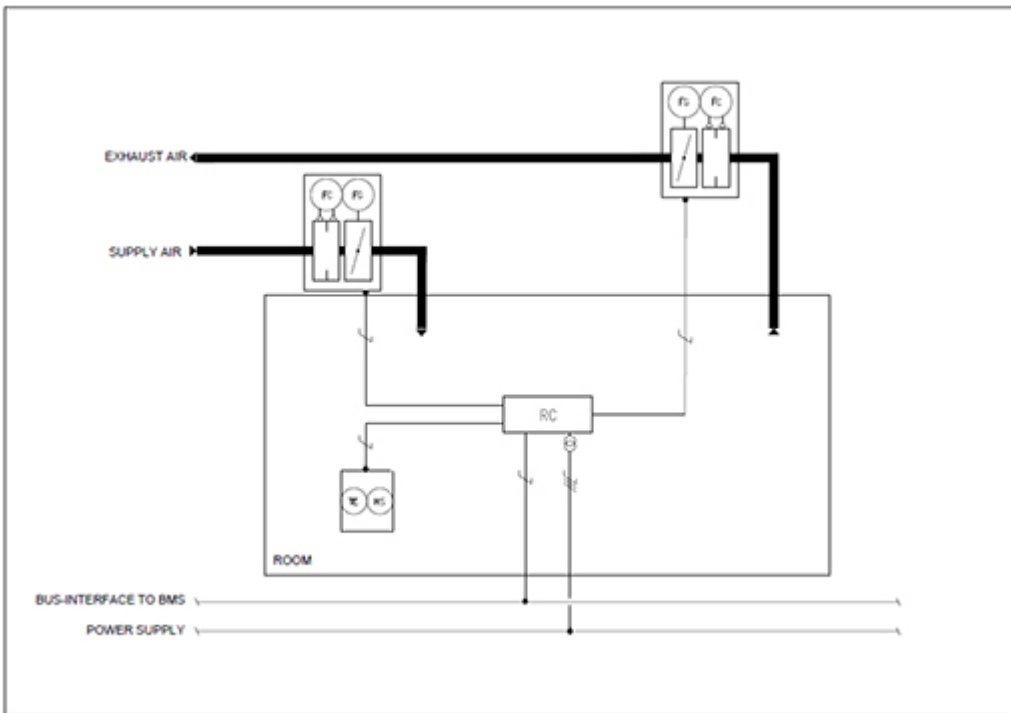 EXHAUST AIR
SUPPLY AIR
RC
ROOM
BUS-INTERFACE TO BMS
POWER SUPPLY